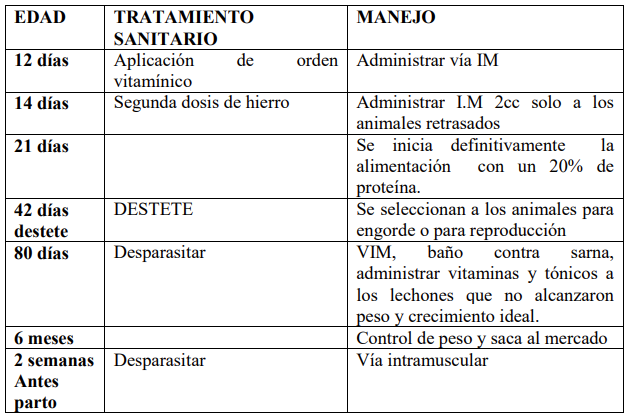 EDAD TRATAMIENTO SANITARIO MANEJO
12 días Aplicación de orden vitamínico Administrar vía IM
14 días Segunda dosis de hierro Administrar I.M 2cc solo a los animales retrasados
21 días Se inicia definitivamente la alimentación con un 20% de proteína.
42 días destete DESTETE Se seleccionan a los animales para engorde o para reproducción
80 días Desparasitar VIM, baño contra sarna, administrar vitaminas y tónicos a los lechones que no alcanzaron peso y crecimiento ideal.
6 meses Control de peso y saca al mercado
2 semanas Antes parto Desparasitar Vía intramuscular